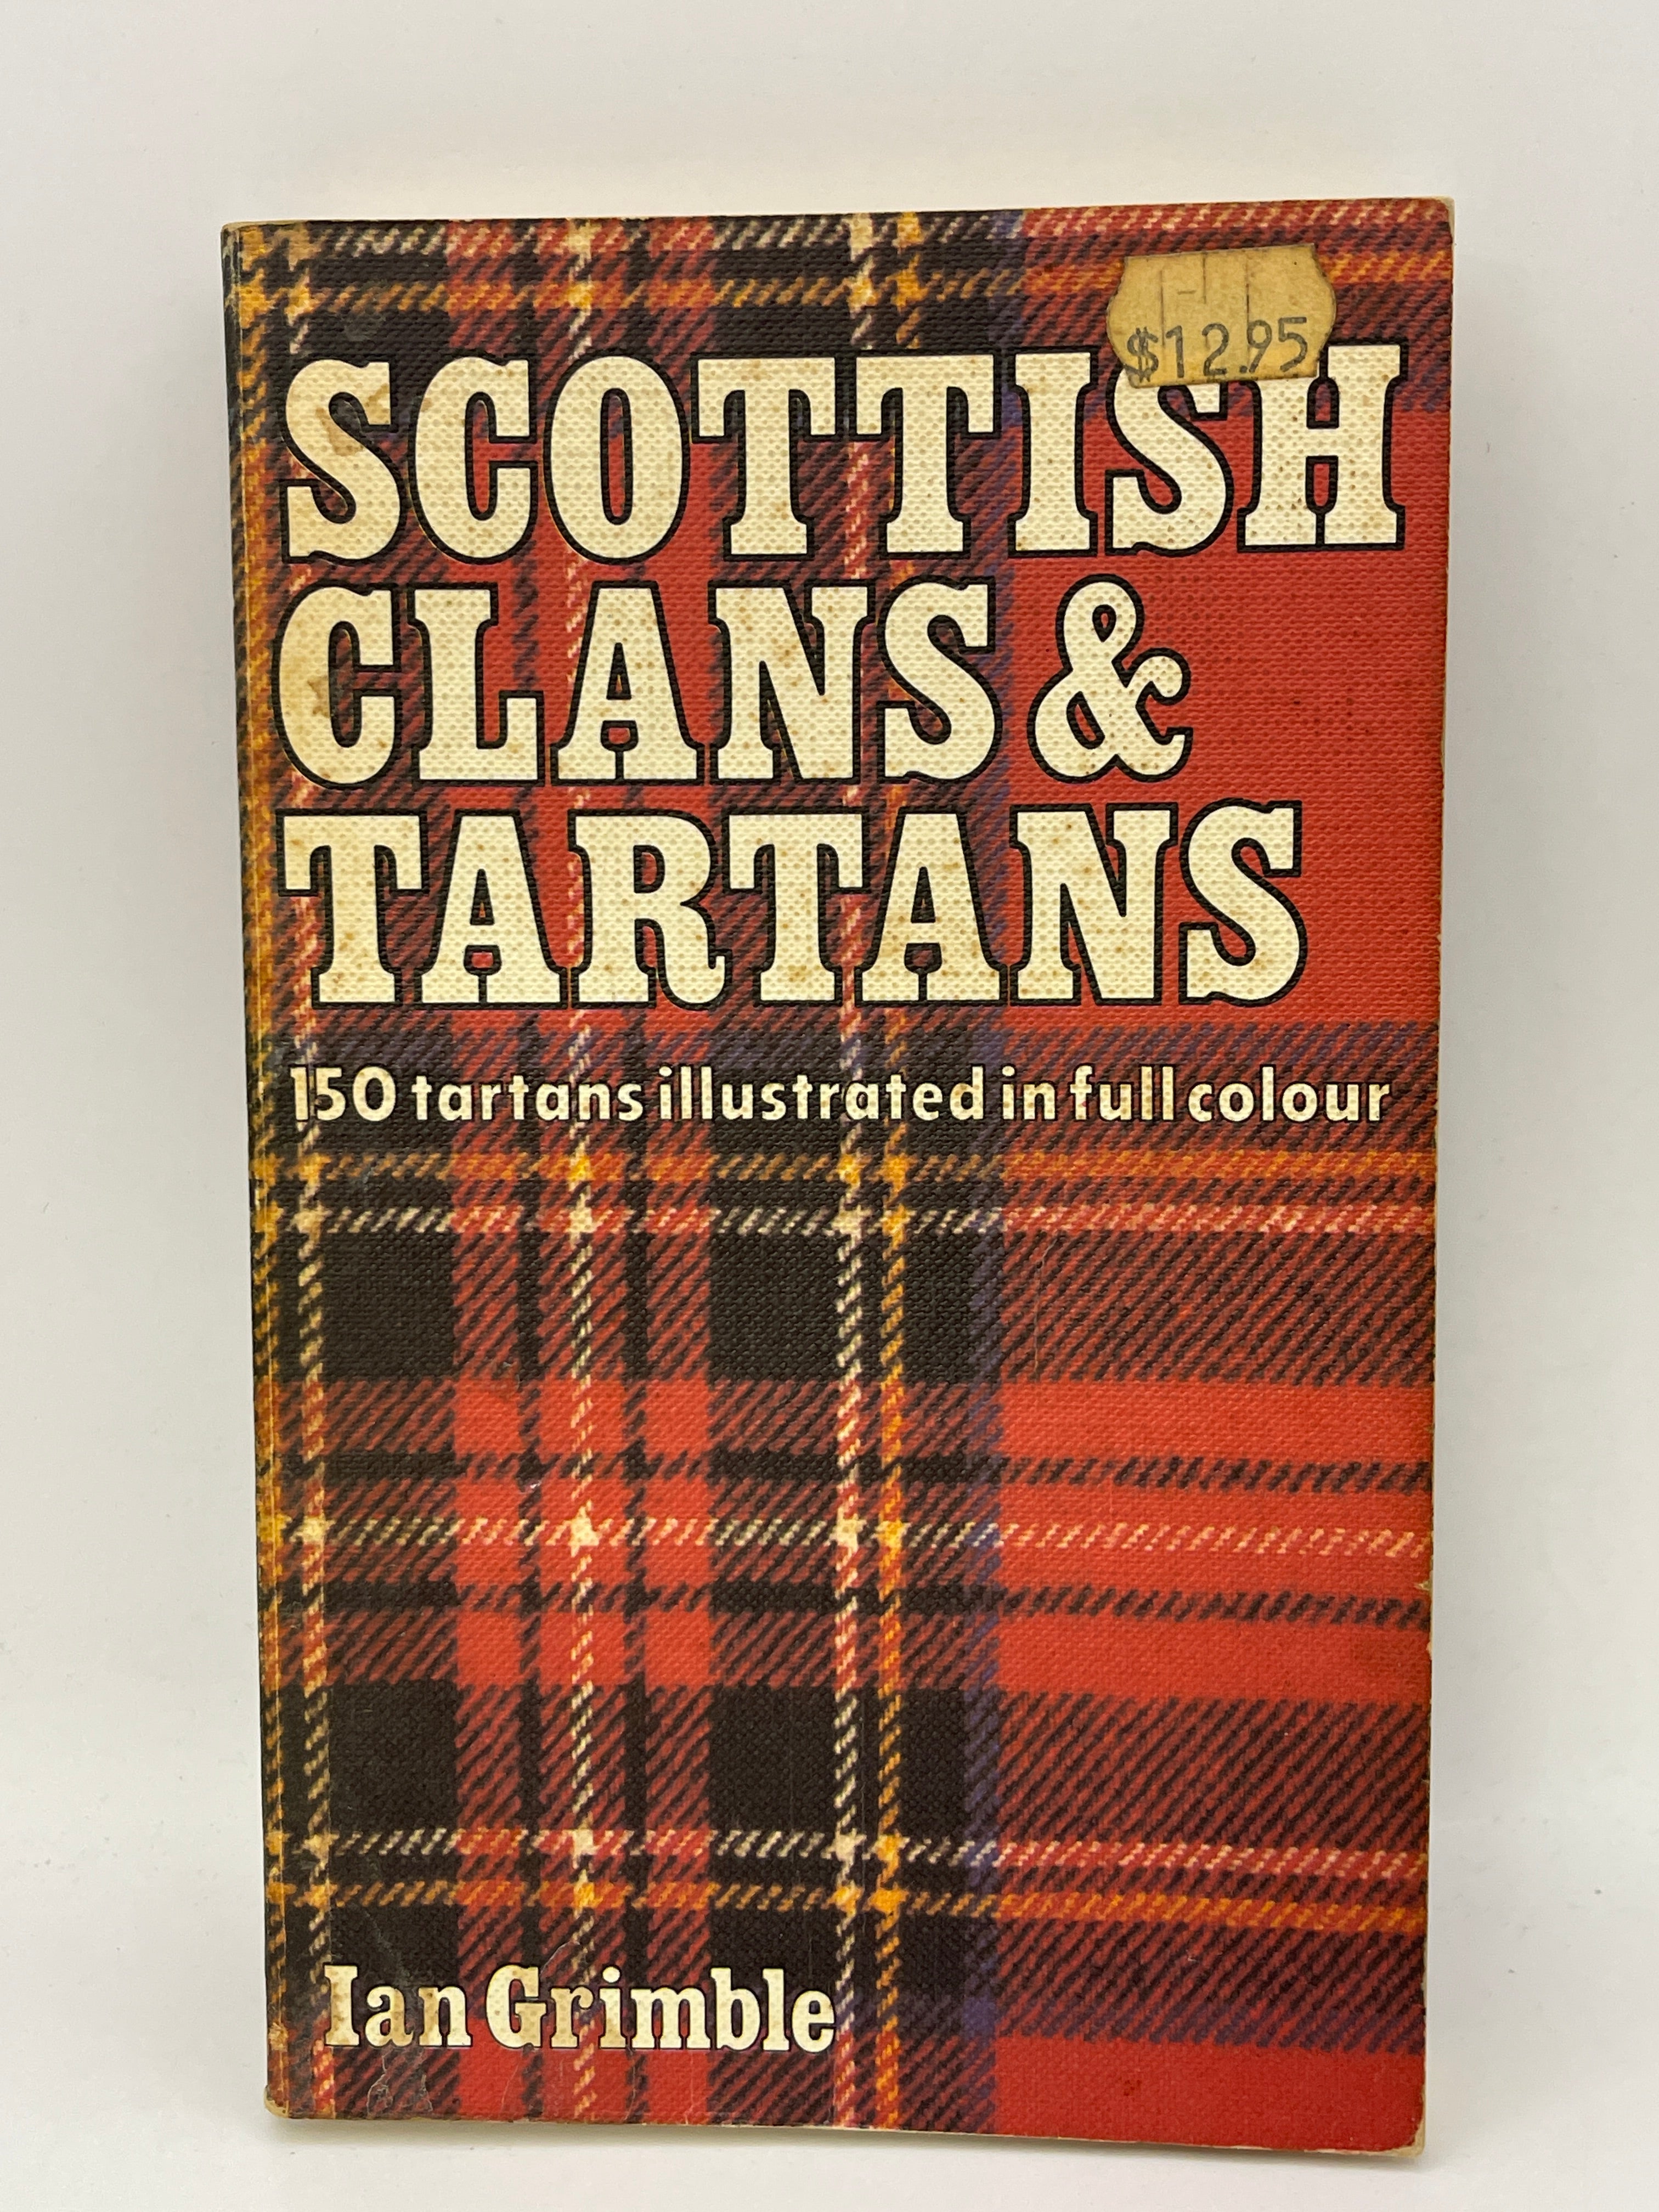 $12.95
SCOTTISH
CLANS &
TARTANS
150 tartans illustrated in full colour
Ian Grimble